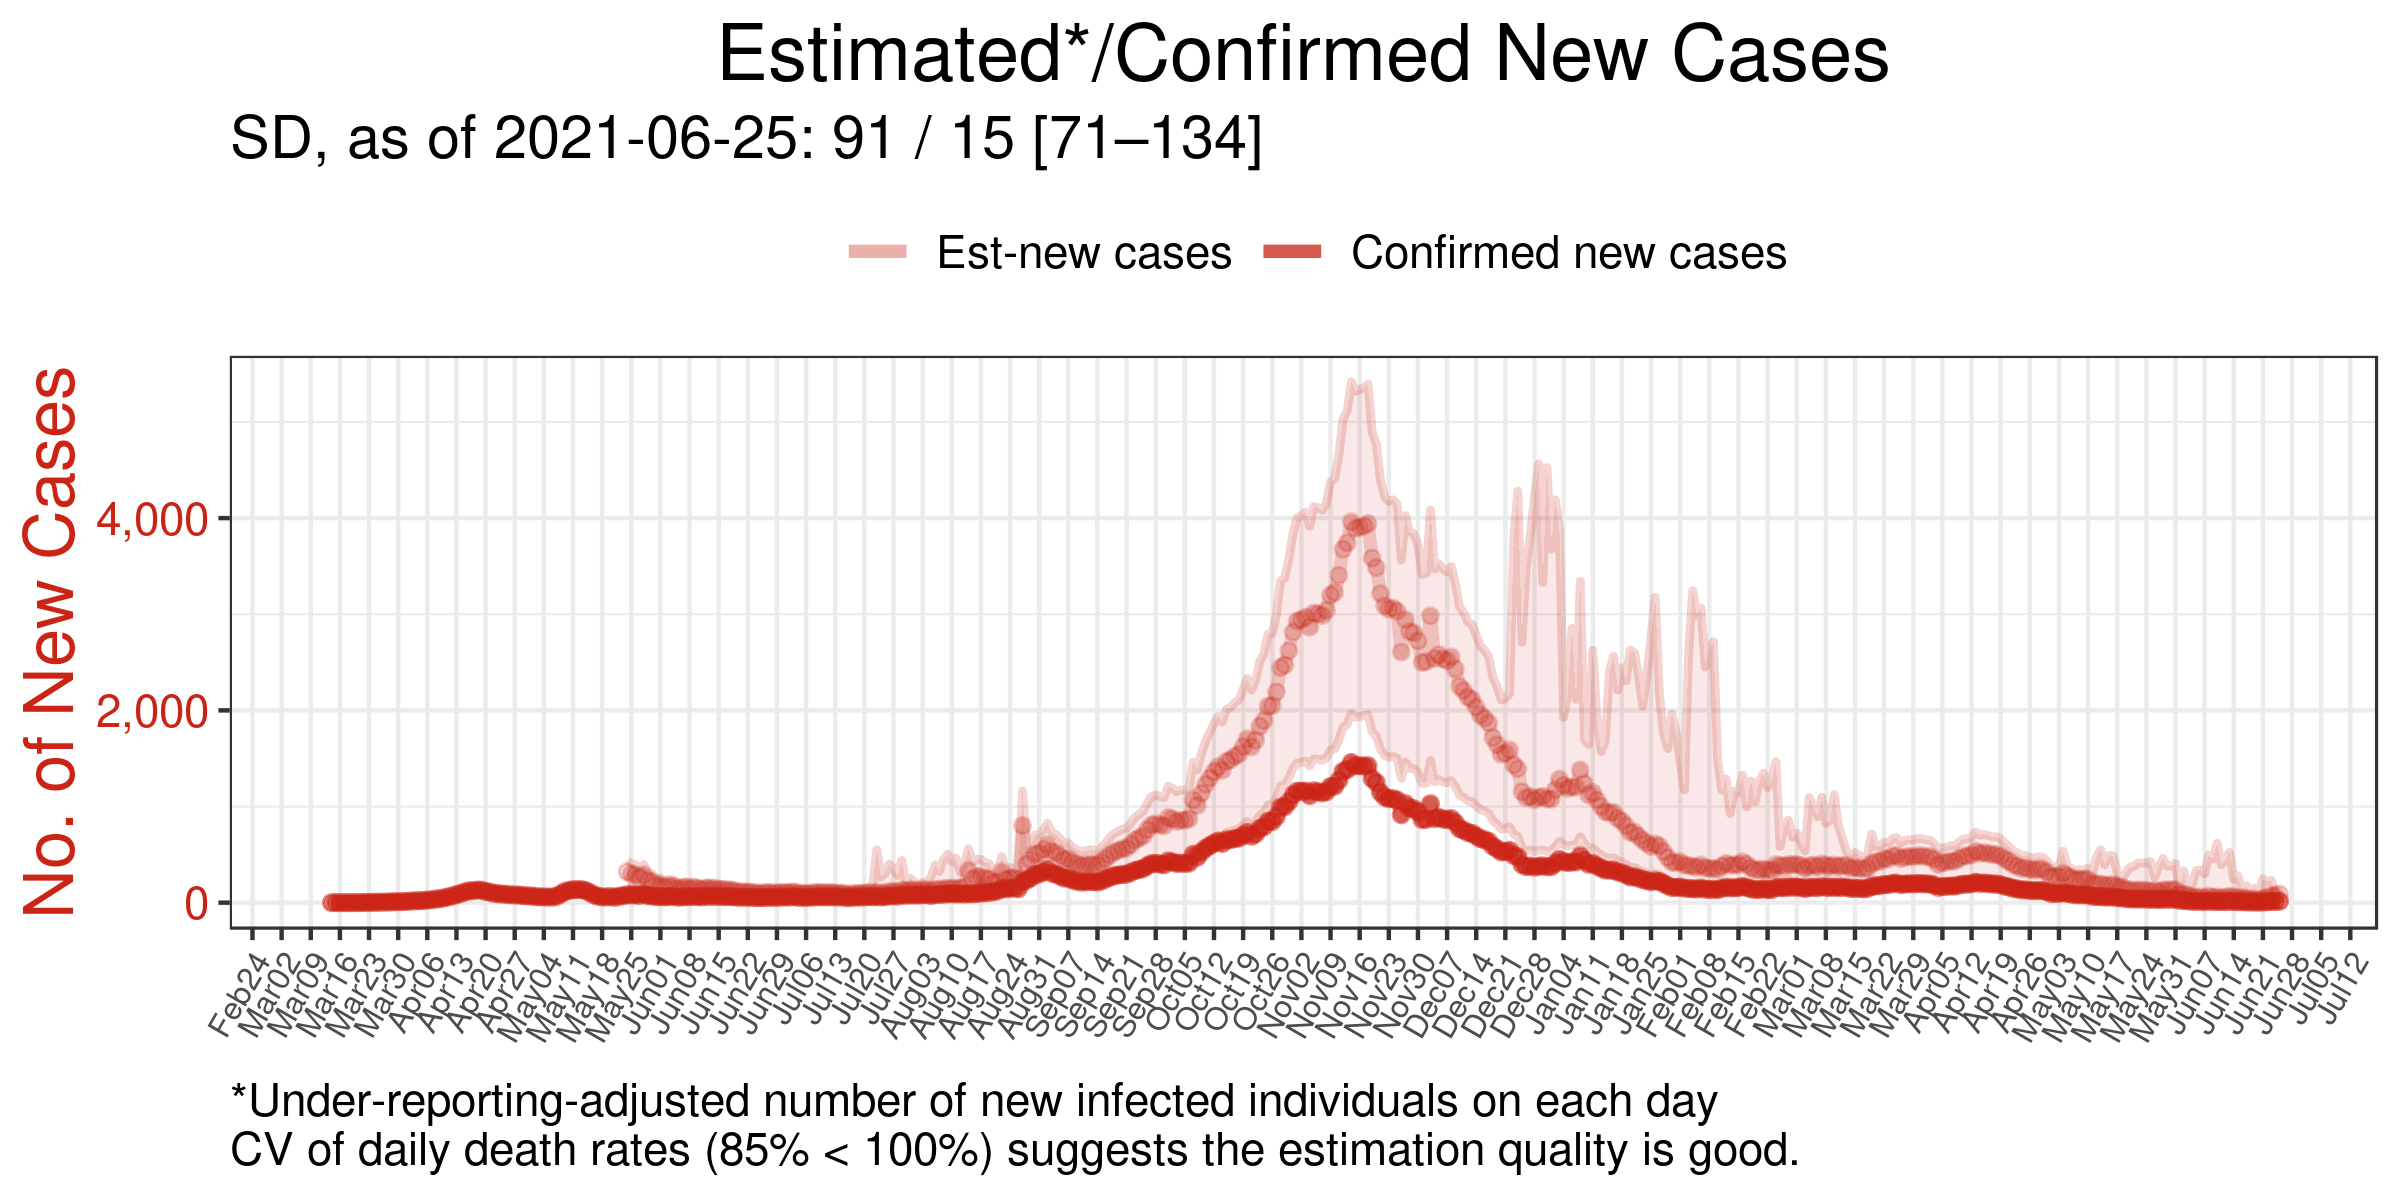 Estimated*/Confirmed New Cases
SD, as of 2021-06-25: 91 / 15 [71–134]
Est-new cases Confirmed new cases
No. of New Cases
4,000
2,000
0
Feb24 Mar02 Mar09 Mar16 Mar23 Mar30 Apr06 Apr13 Apr20 Apr27 May04 May11 May18 May25 Jun01 Jun08 Jun15 Jun22 Jun29 Jul06 Jul13 Jul20 Jul27 Aug03 Aug10 Aug17 Aug24 Aug31 Sep07 Sep14 Sep21 Sep28 Oct05 Oct12 Oct19 Oct26 Nov02 Nov09 Nov16 Nov23 Nov30 Dec07 Dec14 Dec21 Dec28 Jan04 Jan11 Jan18 Jan25 Feb01 Feb08 Feb15 Feb22 Mar01 Mar08 Mar15 Mar22 Mar29 Apr05 Apr12 Apr19 Apr26 May03 May10 May17 May24 May31 Jun07 Jun14 Jun21 Jun28 Jul05 Jul12
*Under-reporting-adjusted number of new infected individuals on each day
CV of daily death rates (85% < 100%) suggests the estimation quality is good.